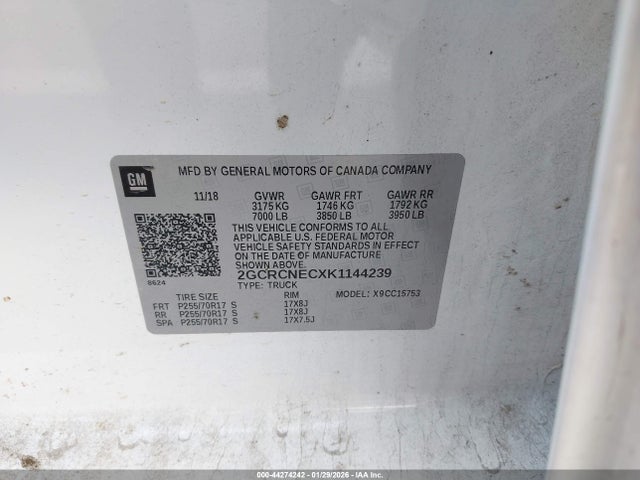 GM
MFD BY GENERAL MOTORS OF CANADA COMPANY
11/18 GVWR GAWR FRT GAWR RR
3175 KG 1746 KG 1792 KG
7000 LB 3850 LB 3950 LB
THIS VEHICLE CONFORMS TO ALL
APPLICABLE U.S. FEDERAL MOTOR
VEHICLE SAFETY STANDARDS IN EFFECT
ON THE DATE OF MANUFACTURE
SHOWN ABOVE.
2GCRCNECXK1144239
8624 TYPE: TRUCK
TIRE SIZE RIM MODEL: X9CC15753
FRT P255/70R17 S 17X8J
RR P255/70R17 S 17X8J
SPA P255/70R17 S 17X7.5J
000-44274242 | 01/29/2026 | IAAI.com